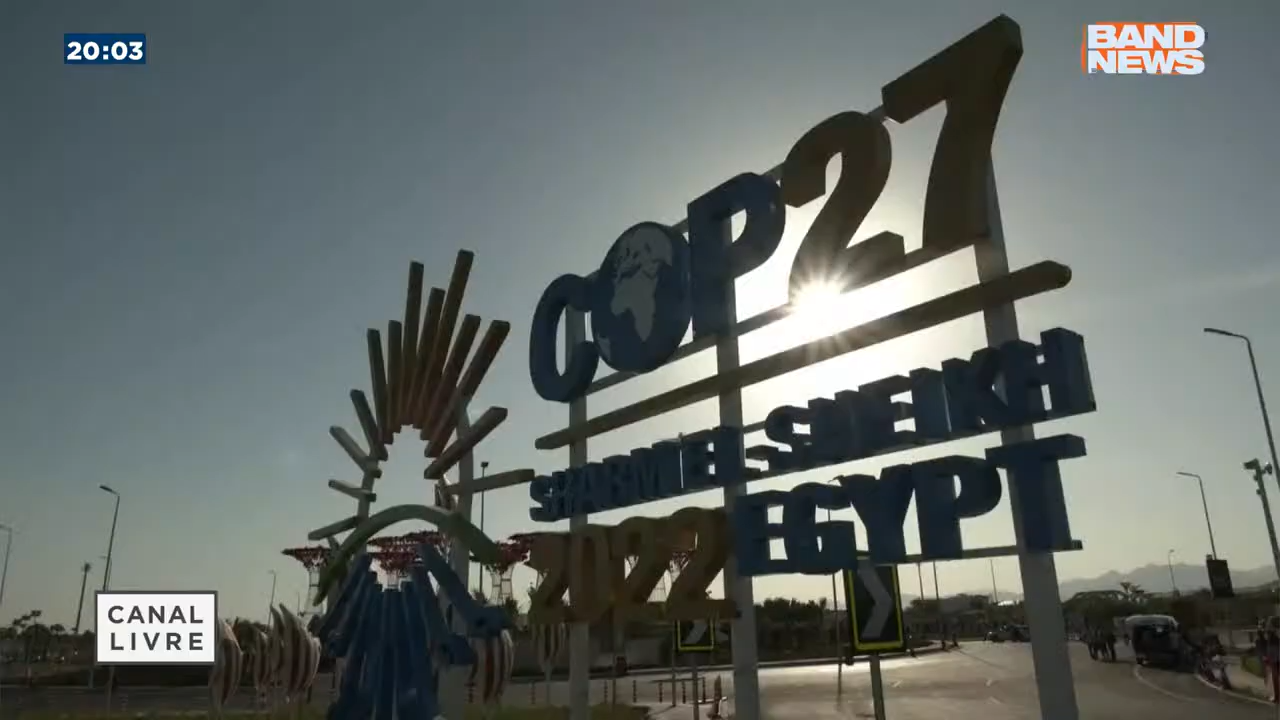 20:03
BAND
NEWS
COP27
SHARM EL-SHEIKH
2022 EGYPT
CANAL
LIVRE